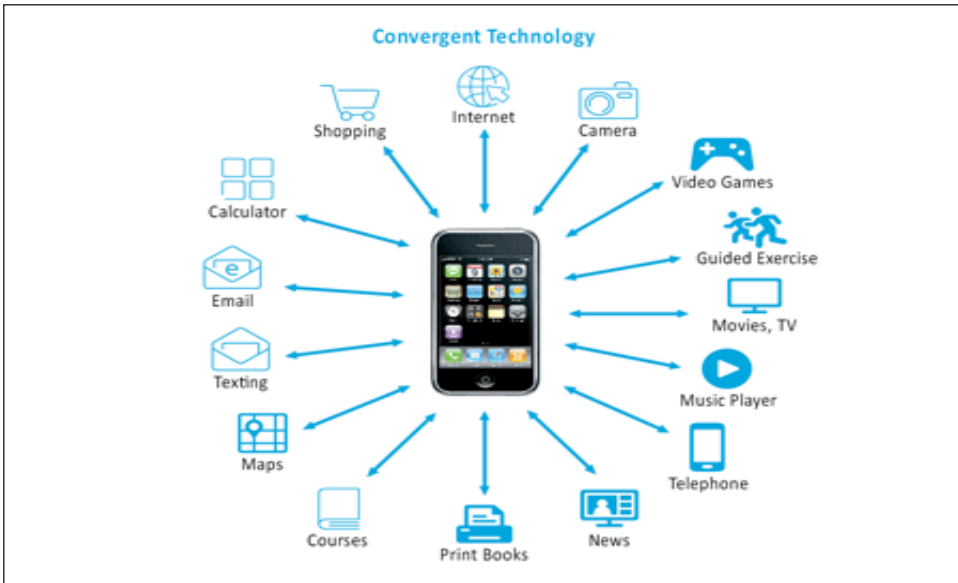 Convergent Technology
Internet
Shopping
Camera
Video Games
Calculator
Guided Exercise
Email
e
Movies, TV
Texting
Music Player
Maps
Telephone
Courses
Print Books
News